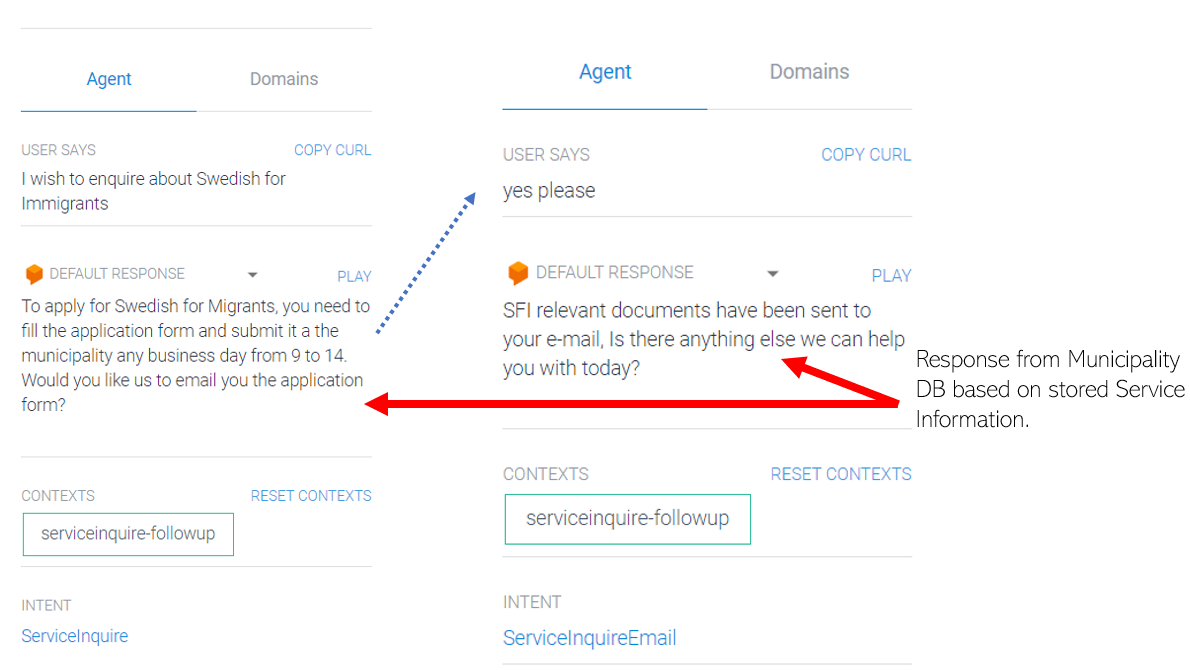 Agent
Domains
USER SAYS
COPY CURL
I wish to enquire about Swedish for
Immigrants
DEFAULT RESPONSE
PLAY
To apply for Swedish for Migrants, you need to
fill the application form and submit it a the
municipality any business day from 9 to 14.
Would you like us to email you the application
form?
CONTEXTS
RESET CONTEXTS
serviceinquire-followup
INTENT
ServiceInquire
Agent
Domains
USER SAYS
COPY CURL
yes please
DEFAULT RESPONSE
PLAY
SFI relevant documents have been sent to
your e-mail, Is there anything else we can help
you with today?
CONTEXTS
RESET CONTEXTS
serviceinquire-followup
INTENT
ServiceInquireEmail
Response from Municipality
DB based on stored Service
Information.